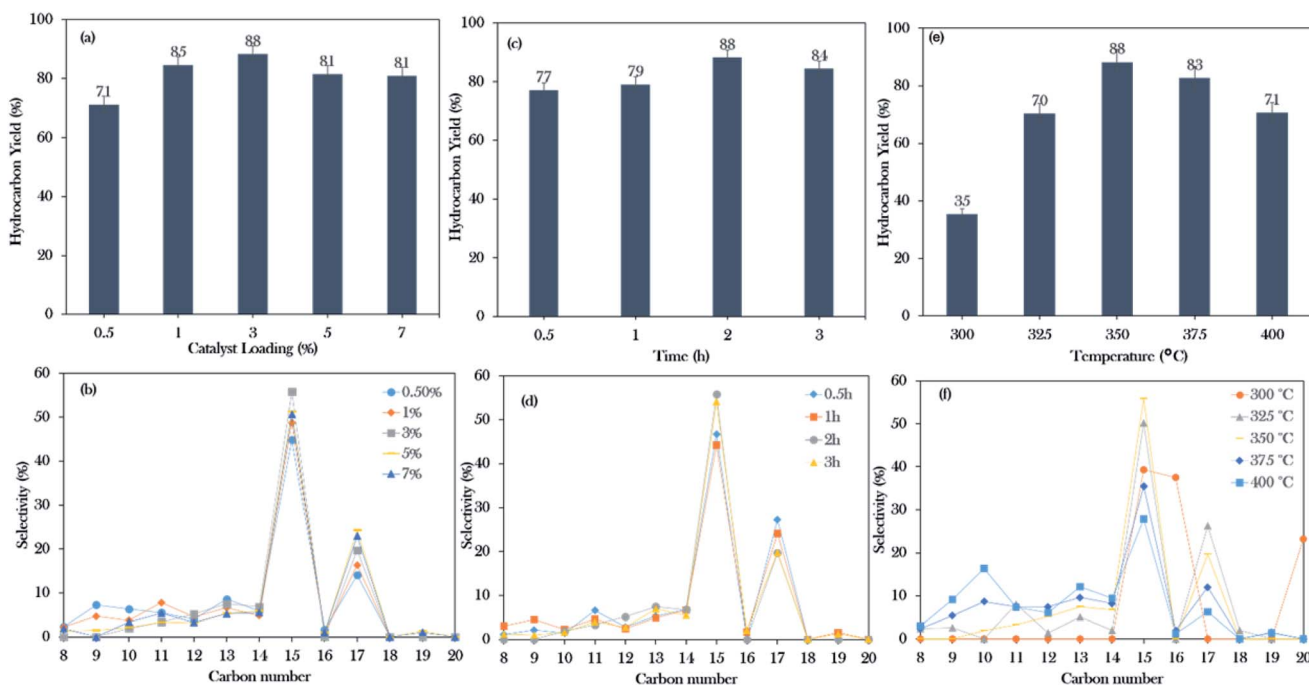 (a)
Hydrocarbon Yield (%)
100
80
60
40
20
0
71
85
88
81
81
0.5 1 3 5 7
Catalyst Loading (%)
(c)
Hydrocarbon Yield (%)
100
80
60
40
20
0
77
79
88
84
0.5 1 2 3
Time (h)
(e)
Hydrocarbon Yield (%)
100
80
60
40
20
0
35
70
88
83
71
300 325 350 375 400
Temperature (°C)
(b)
Selectivity (%)
60
50
40
30
20
10
0
0.50%
1%
3%
5%
7%
8 9 10 11 12 13 14 15 16 17 18 19 20
Carbon number
(d)
Selectivity (%)
60
50
40
30
20
10
0
0.5h
1h
2h
3h
8 9 10 11 12 13 14 15 16 17 18 19 20
Carbon number
(f)
Selectivity (%)
60
50
40
30
20
10
0
300 °C
325 °C
350 °C
375 °C
400 °C
8 9 10 11 12 13 14 15 16 17 18 19 20
Carbon number